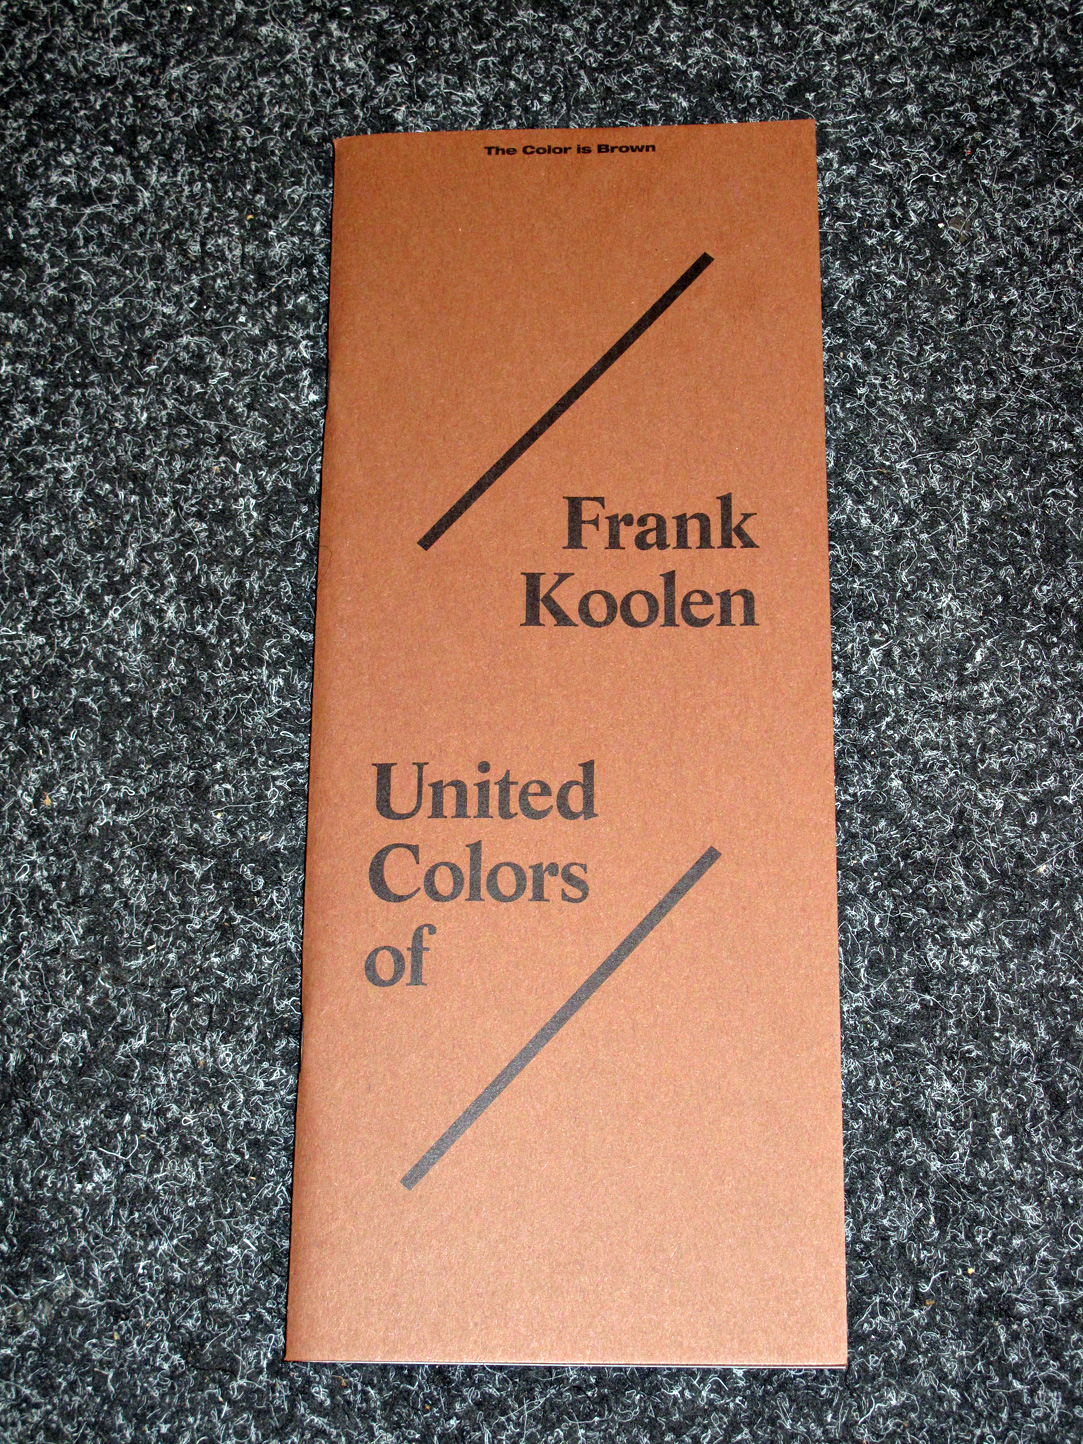 The Color is Brown
Frank
Koolen
United
Colors
of